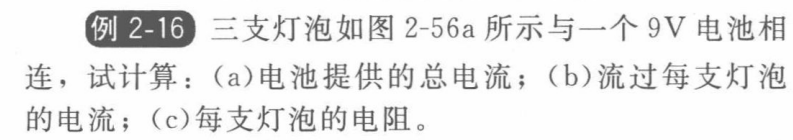 例 2-16 三支灯泡如图 2-56a 所示与一个 9V 电池相
连，试计算：(a)电池提供的总电流；(b)流过每支灯泡
的电流；(c)每支灯泡的电阻。